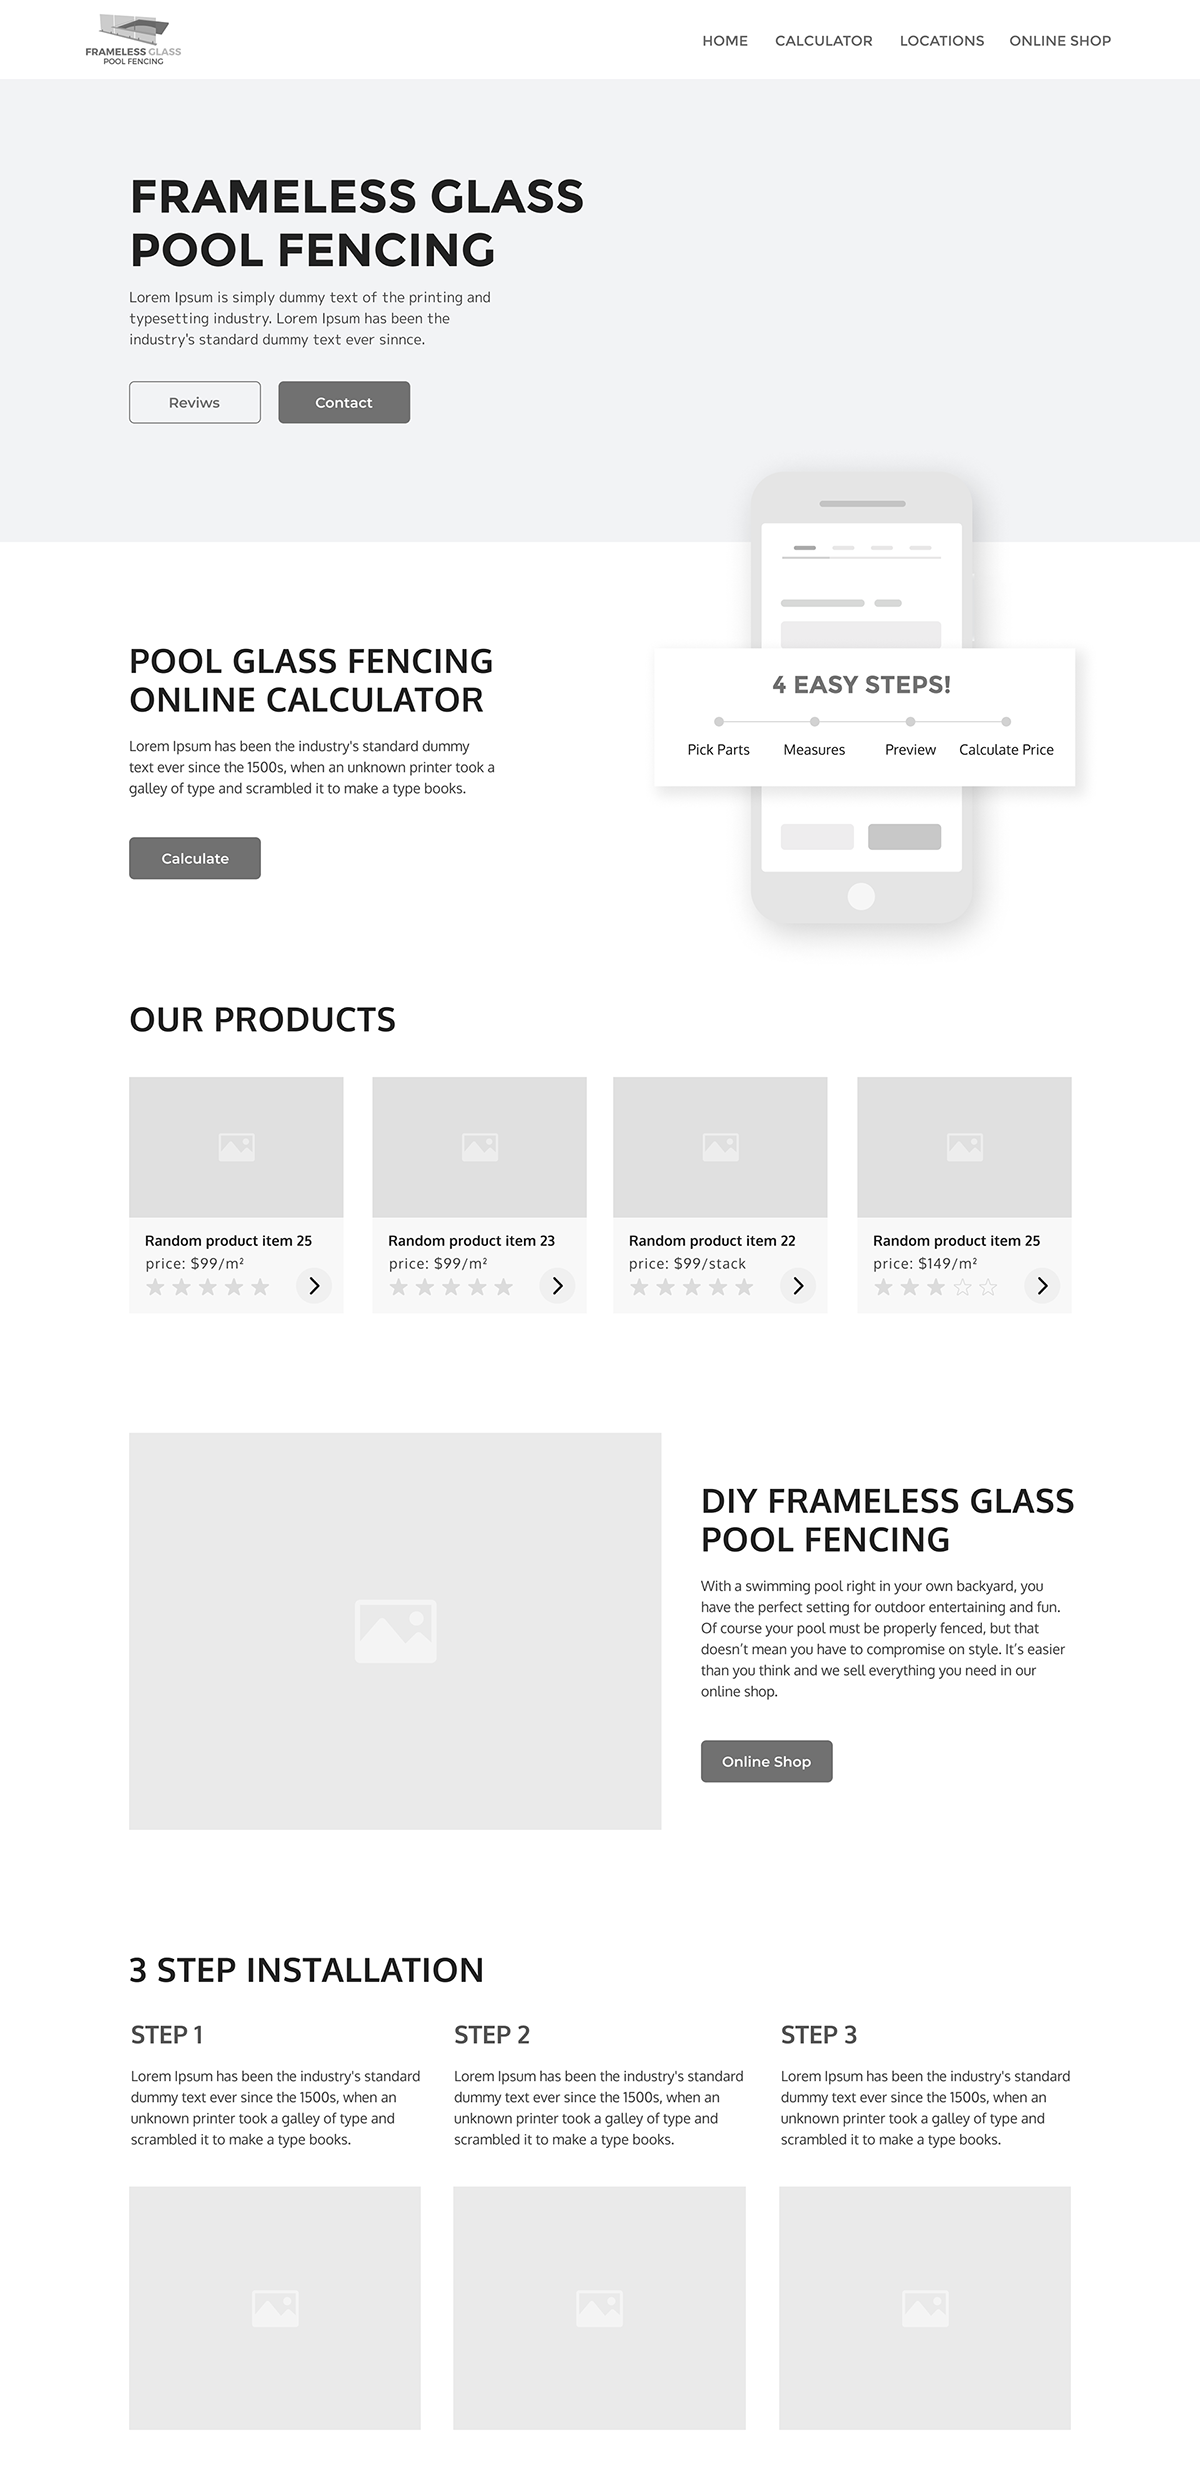 FRAMELESS GLASS
POOL FENCING
HOME CALCULATOR LOCATIONS ONLINE SHOP
FRAMELESS GLASS
POOL FENCING
Lorem Ipsum is simply dummy text of the printing and
typesetting industry. Lorem Ipsum has been the
industry's standard dummy text ever sinnce.
Reviws Contact
POOL GLASS FENCING
ONLINE CALCULATOR
Lorem Ipsum has been the industry's standard dummy
text ever since the 1500s, when an unknown printer took a
galley of type and scrambled it to make a type books.
Calculate
4 EASY STEPS!
Pick Parts Measures Preview Calculate Price
OUR PRODUCTS
Random product item 25
price: $99/m²
Random product item 23
price: $99/m²
Random product item 22
price: $99/stack
Random product item 25
price: $149/m²
DIY FRAMELESS GLASS
POOL FENCING
With a swimming pool right in your own backyard, you
have the perfect setting for outdoor entertaining and fun.
Of course your pool must be properly fenced, but that
doesn’t mean you have to compromise on style. It’s easier
than you think and we sell everything you need in our
online shop.
Online Shop
3 STEP INSTALLATION
STEP 1
Lorem Ipsum has been the industry's standard
dummy text ever since the 1500s, when an
unknown printer took a galley of type and
scrambled it to make a type books.
STEP 2
Lorem Ipsum has been the industry's standard
dummy text ever since the 1500s, when an
unknown printer took a galley of type and
scrambled it to make a type books.
STEP 3
Lorem Ipsum has been the industry's standard
dummy text ever since the 1500s, when an
unknown printer took a galley of type and
scrambled it to make a type books.